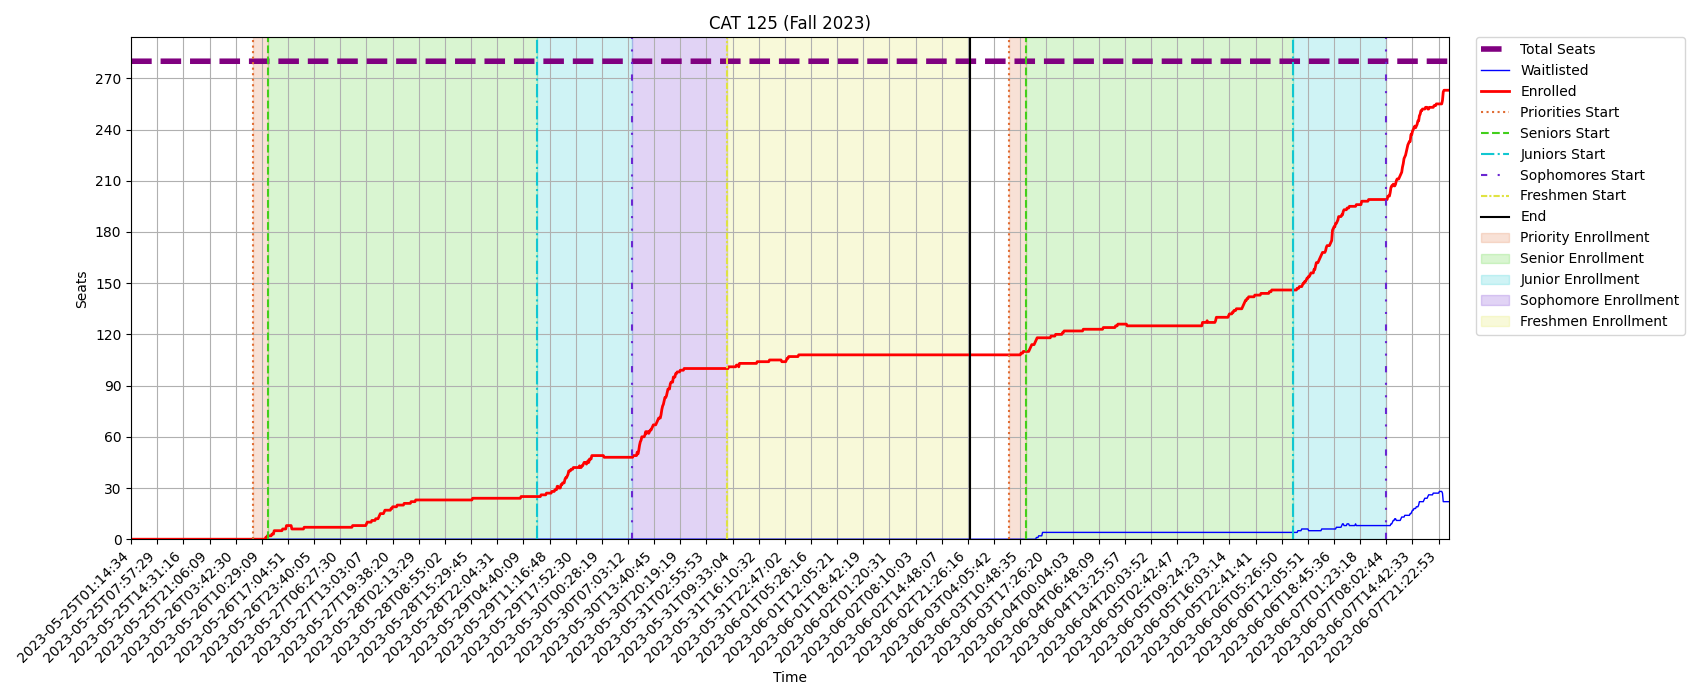 CAT 125 (Fall 2023)
Seats
270
240
210
180
150
120
90
60
30
0
2023-05-25T01:14:34
2023-05-25T07:57:29
2023-05-25T14:31:16
2023-05-25T21:06:09
2023-05-26T03:42:30
2023-05-26T10:29:09
2023-05-26T17:04:51
2023-05-26T23:40:05
2023-05-27T06:27:30
2023-05-27T13:03:07
2023-05-27T19:38:20
2023-05-28T02:13:29
2023-05-28T08:55:02
2023-05-28T15:29:45
2023-05-28T22:04:31
2023-05-29T04:40:09
2023-05-29T11:16:48
2023-05-29T17:52:30
2023-05-30T00:28:19
2023-05-30T07:03:12
2023-05-30T13:40:45
2023-05-30T20:19:19
2023-05-31T02:55:53
2023-05-31T09:33:04
2023-05-31T16:10:32
2023-05-31T22:47:02
2023-06-01T05:28:16
2023-06-01T12:05:21
2023-06-01T18:42:19
2023-06-02T01:20:31
2023-06-02T08:10:03
2023-06-02T14:48:07
2023-06-02T21:26:16
2023-06-03T04:05:42
2023-06-03T10:48:35
2023-06-03T17:26:20
2023-06-04T00:04:03
2023-06-04T06:48:09
2023-06-04T13:25:57
2023-06-04T20:03:52
2023-06-05T02:42:47
2023-06-05T09:24:23
2023-06-05T16:03:14
2023-06-05T22:41:41
2023-06-06T05:26:50
2023-06-06T12:05:51
2023-06-06T18:45:36
2023-06-07T01:23:18
2023-06-07T08:02:44
2023-06-07T14:42:33
2023-06-07T21:22:53
Time
Total Seats
Waitlisted
Enrolled
Priorities Start
Seniors Start
Juniors Start
Sophomores Start
Freshmen Start
End
Priority Enrollment
Senior Enrollment
Junior Enrollment
Sophomore Enrollment
Freshmen Enrollment